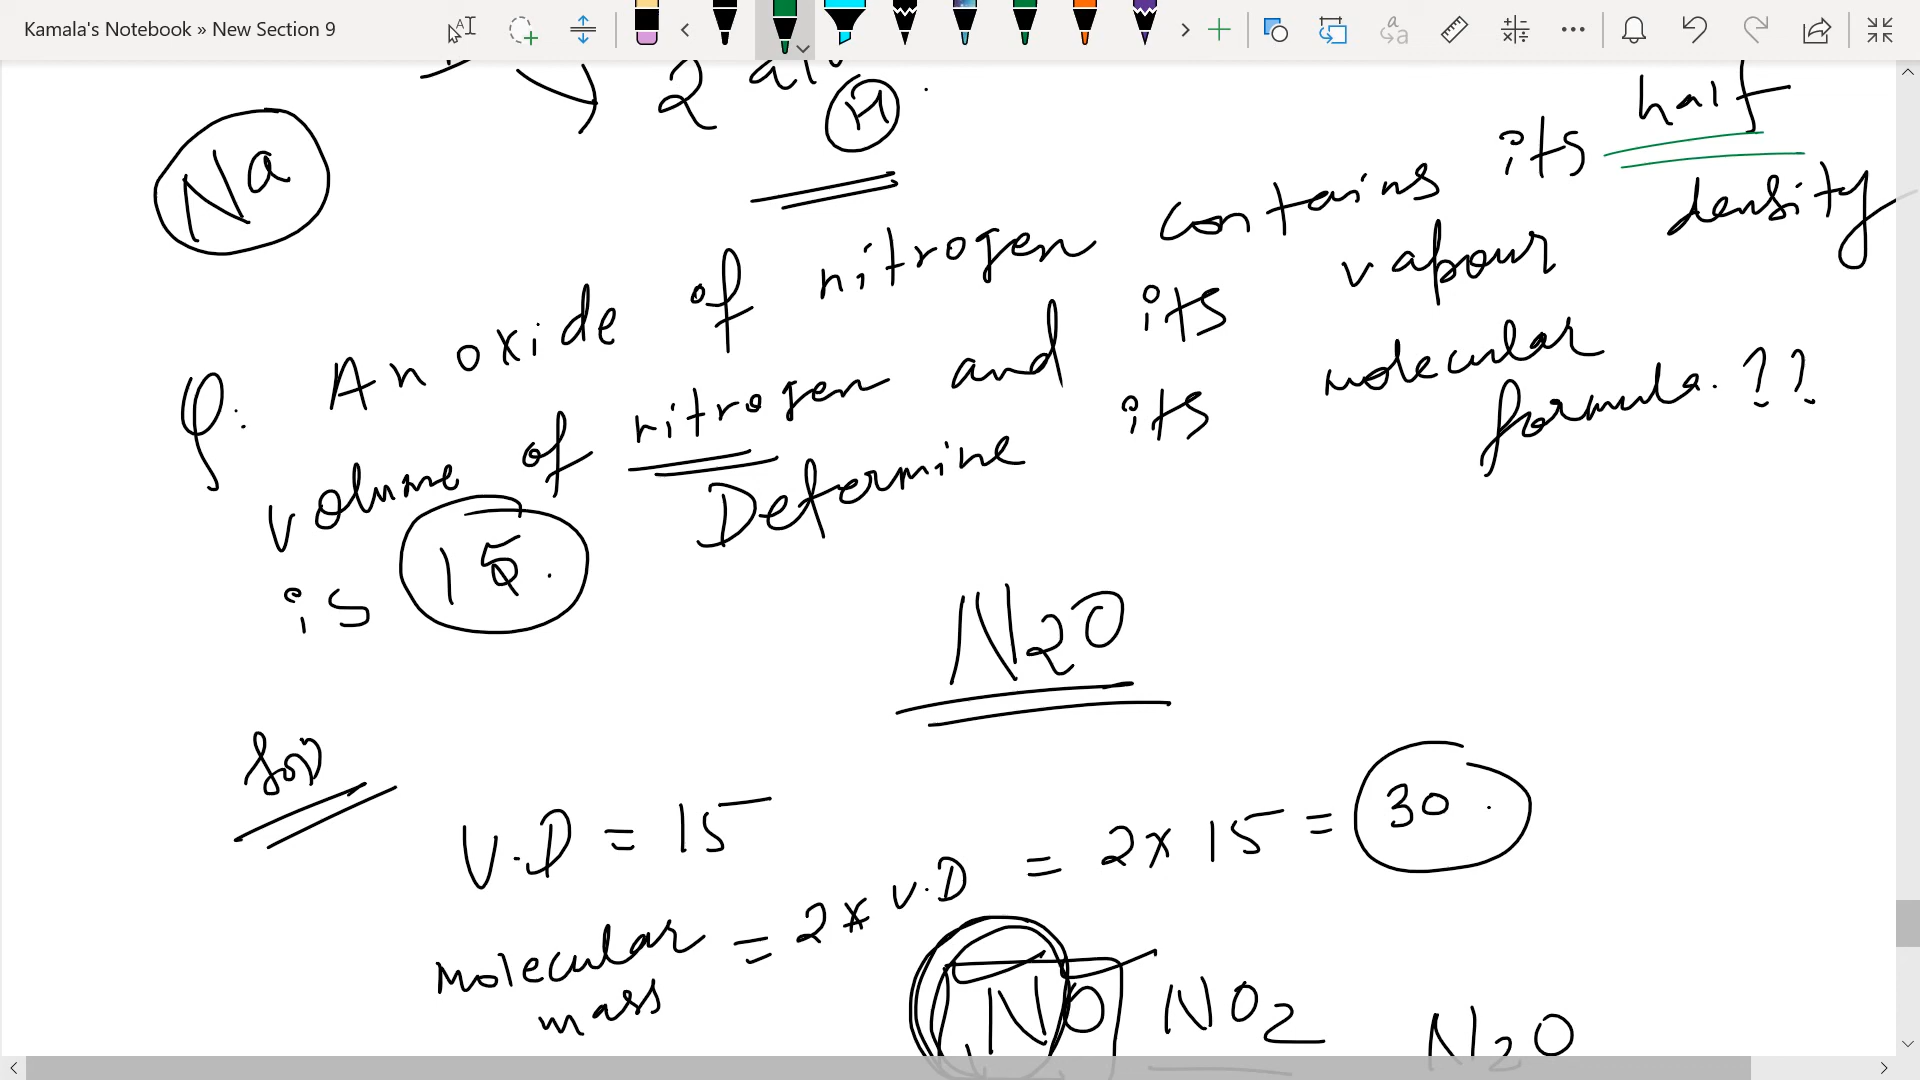 Kamala's Notebook » New Section 9
Na
2
H
Q. An oxide of nitrogen contains its half
volume of nitrogen and its vapour density
is 15. Determine its molecular formula. ??
N2O
V.D = 15
molecular mass = 2 × V.D = 2 × 15 = 30.
NO NO2 N2O